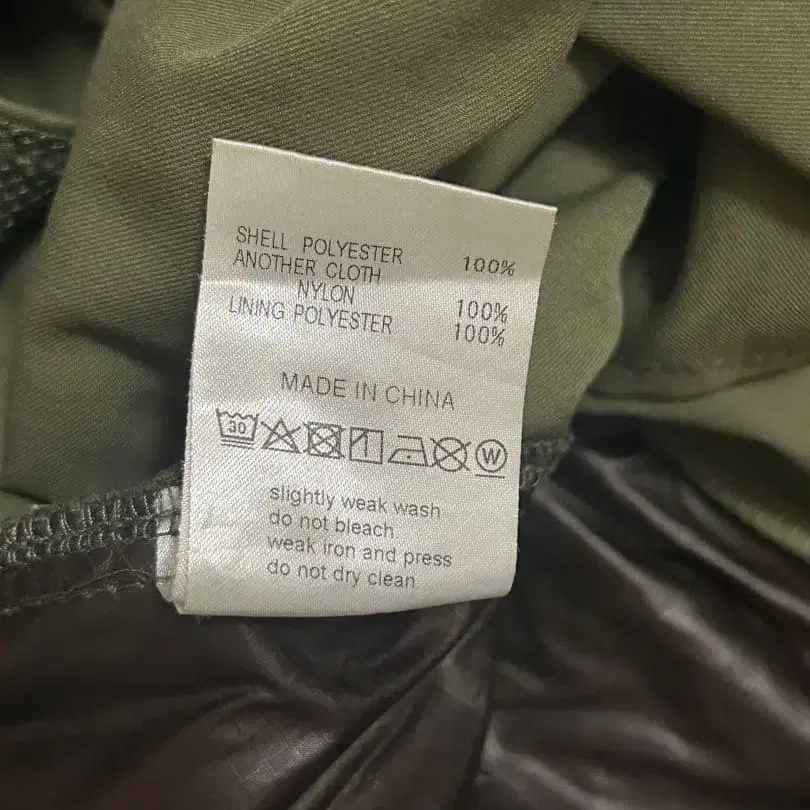 SHELL POLYESTER 100%
ANOTHER CLOTH
NYLON 100%
LINING POLYESTER 100%
MADE IN CHINA
30 W
slightly weak wash
do not bleach
weak iron and press
do not dry clean